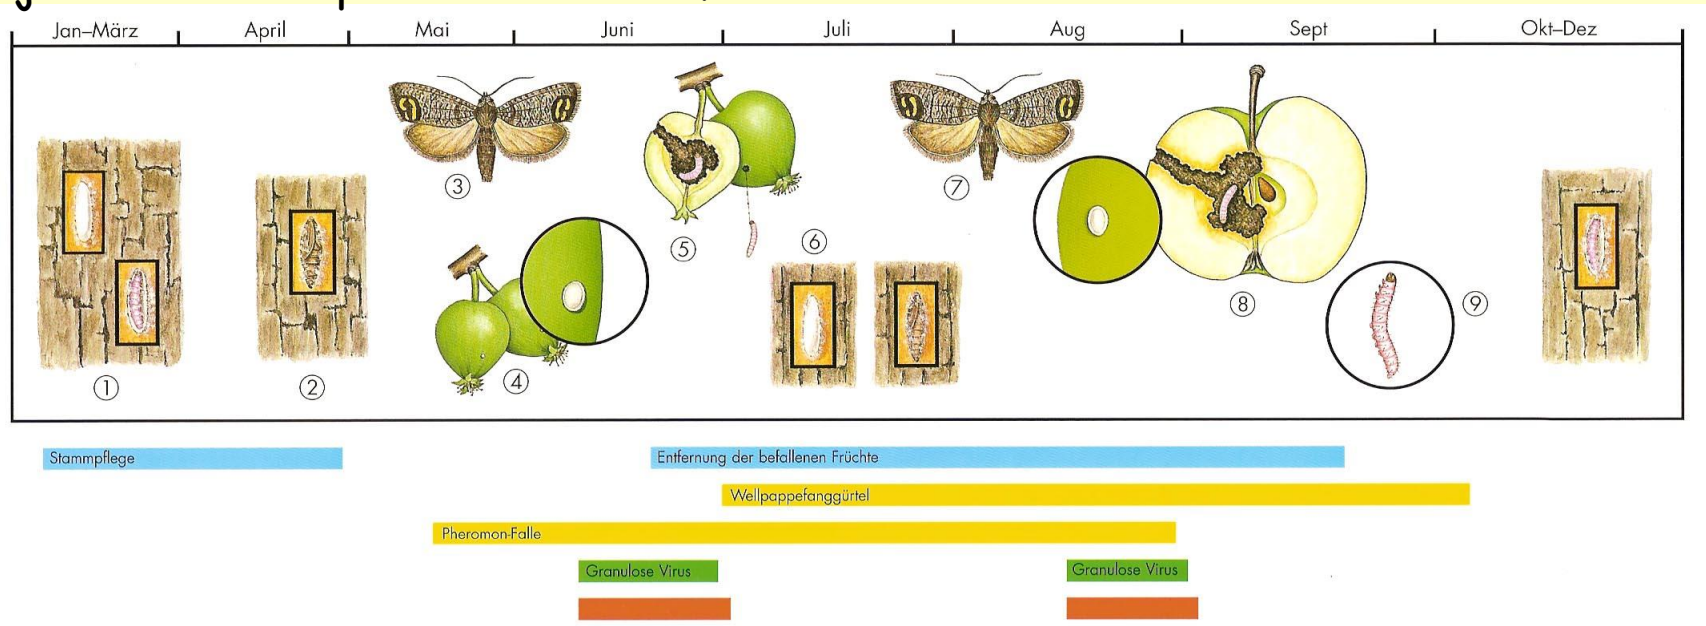 Jan–März April Mai Juni Juli Aug Sept Okt-Dez
3 7
5 6
8 9
1 2 4
Stammpflege Entfernung der befallenen Früchte
Wellpappefanggürtel
Pheromon-Falle
Granulose Virus Granulose Virus